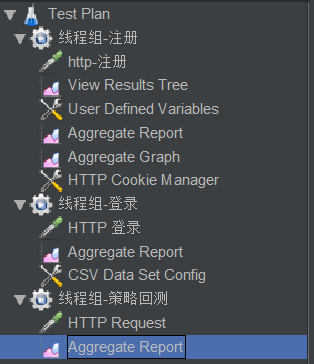 Test Plan
线程组-注册
http-注册
View Results Tree
User Defined Variables
Aggregate Report
Aggregate Graph
HTTP Cookie Manager
线程组-登录
HTTP 登录
Aggregate Report
CSV Data Set Config
线程组-策略回测
HTTP Request
Aggregate Report